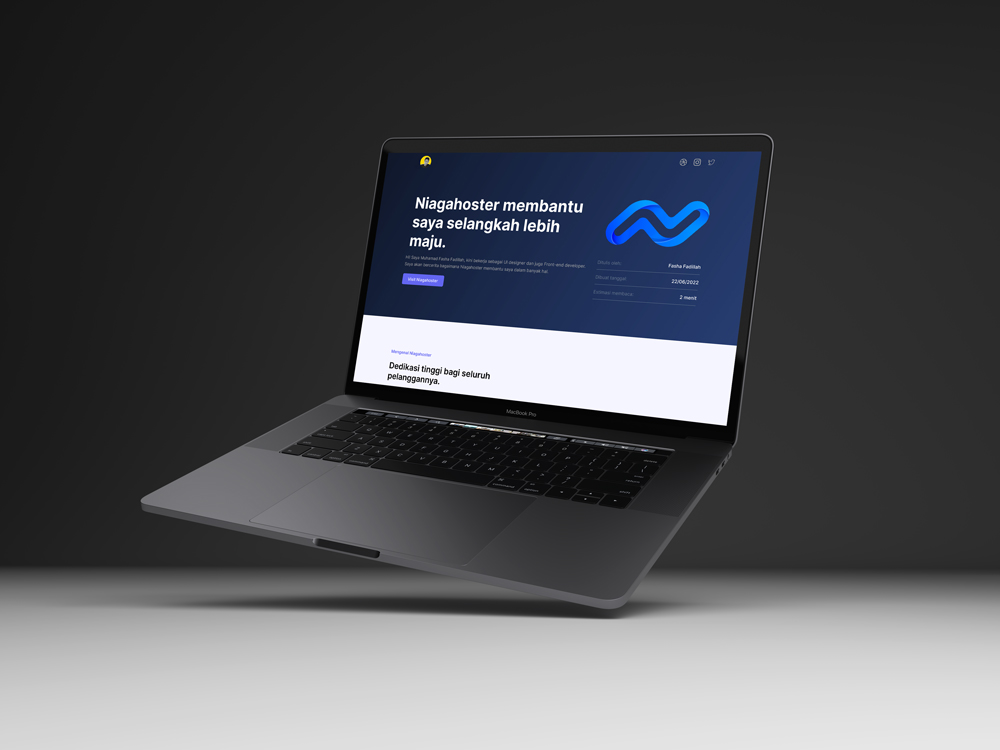 Niagahoster membantu
saya selangkah lebih
maju.
Hi! Saya Muhamad Fasha Fadillah, kini bekerja sebagai UI designer dan juga Front-end developer.
Saya akan bercerita bagaimana Niagahoster membantu saya dalam banyak hal.
Visit Niagahoster
Ditulis oleh: Fasha Fadillah
Dibuat tanggal: 22/06/2022
Estimasi membaca: 2 menit
Mengenal Niagahoster
Dedikasi tinggi bagi seluruh
pelanggannya.
MacBook Pro